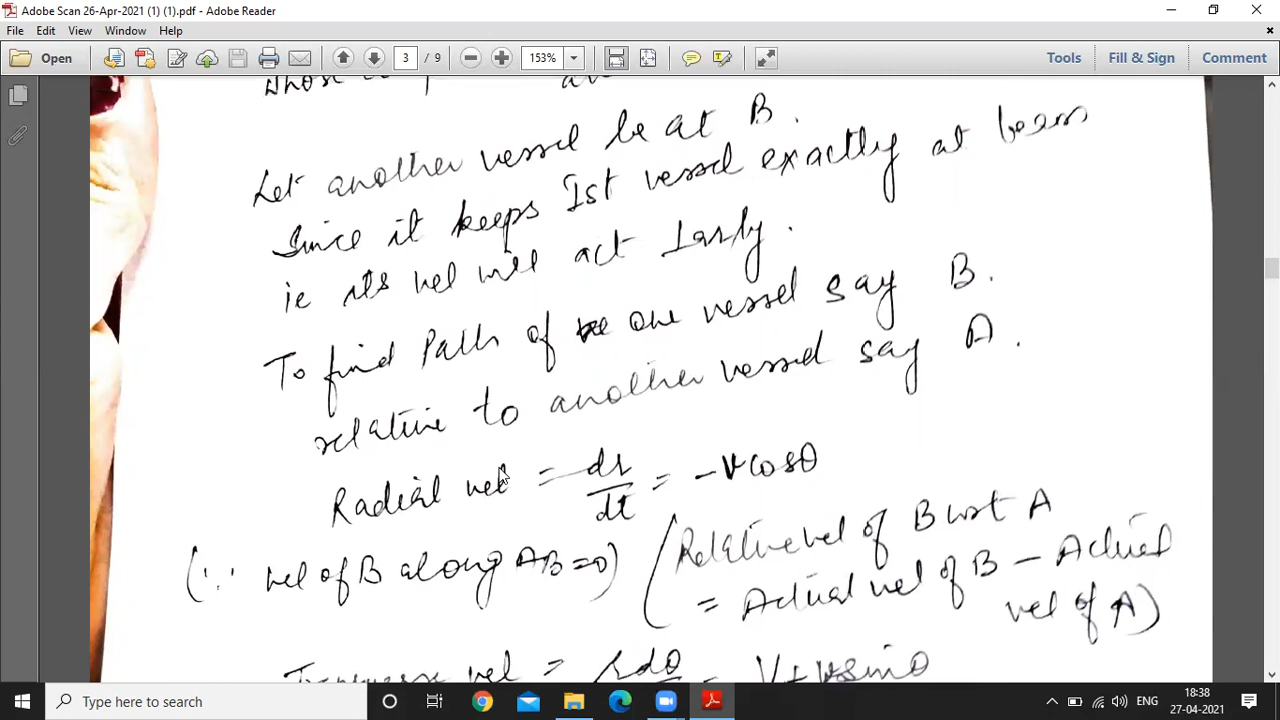 Adobe Scan 26-Apr-2021 (1) (1).pdf - Adobe Reader
File Edit View Window Help
Open 3 / 9 153% Tools Fill & Sign Comment
Let another vessel be at B.
Since it keeps Ist vessel exactly at beam
ie its vel will act Larly.
To find Path of one vessel say B.
relative to another vessel say A.
Radial vel = dr/dt = -v cosθ
(∵ vel of B along AB=0) (Relative vel of B wrt A
= Actual vel of B - Actual
vel of A)
vel = rdθ = V+vsinθ
Type here to search
ENG 18:38
27-04-2021